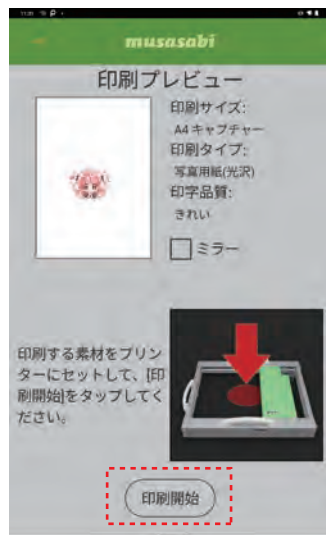 musasabi
印刷プレビュー
印刷サイズ:
A4 キャプチャー
印刷タイプ:
写真用紙(光沢)
印字品質:
きれい
ミラー
印刷する素材をプリン
ターにセットして、[印
刷開始]をタップしてく
ださい。
印刷開始